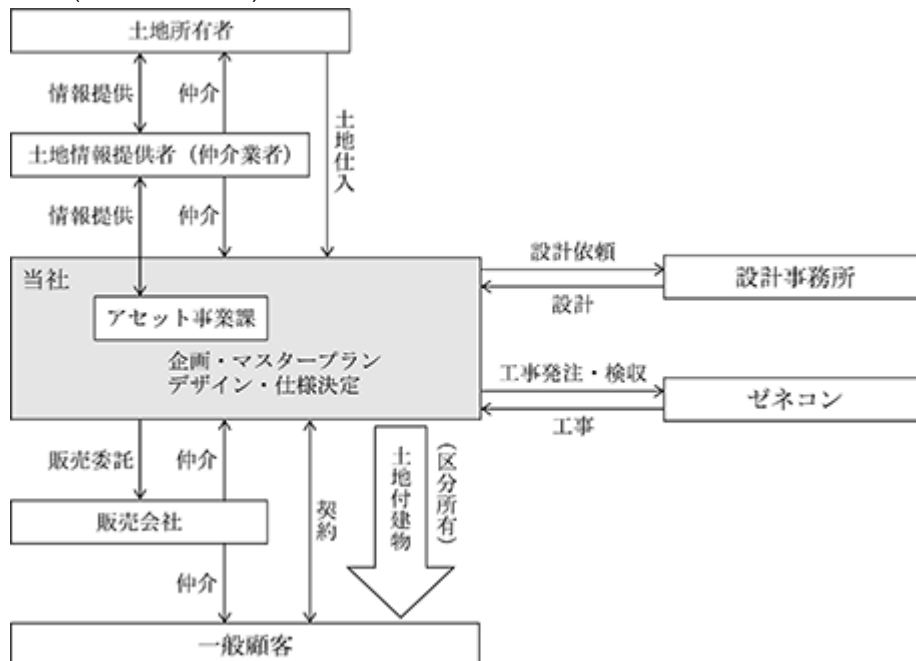 土地所有者
情報提供
仲介
土地仕入
土地情報提供者（仲介業者）
情報提供
仲介
当社
アセット事業課
企画・マスタープラン
デザイン・仕様決定
設計依頼
設計
設計事務所
工事発注・検収
工事
ゼネコン
販売委託
仲介
契約
土地付建物
（区分所有）
販売会社
仲介
一般顧客